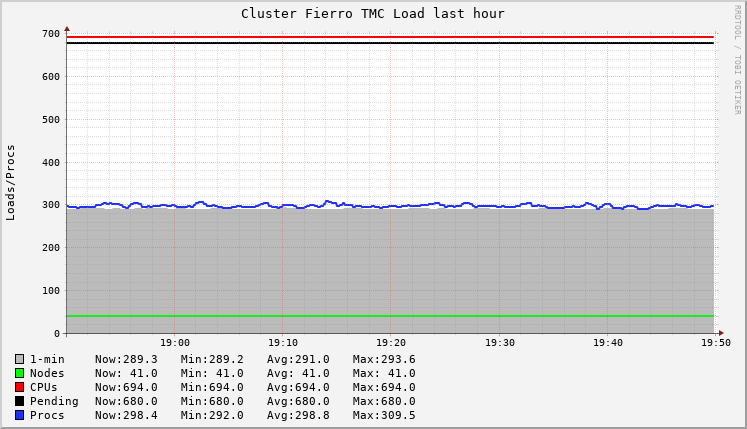 Cluster Fierro TMC Load last hour
RRDTOOL / TOBI OETIKER
Loads/Procs
700
600
500
400
300
200
100
0
19:00 19:10 19:20 19:30 19:40 19:50
1-min Now:289.3 Min:289.2 Avg:291.0 Max:293.6
Nodes Now: 41.0 Min: 41.0 Avg: 41.0 Max: 41.0
CPUs Now:694.0 Min:694.0 Avg:694.0 Max:694.0
Pending Now:680.0 Min:680.0 Avg:680.0 Max:680.0
Procs Now:298.4 Min:292.0 Avg:298.8 Max:309.5